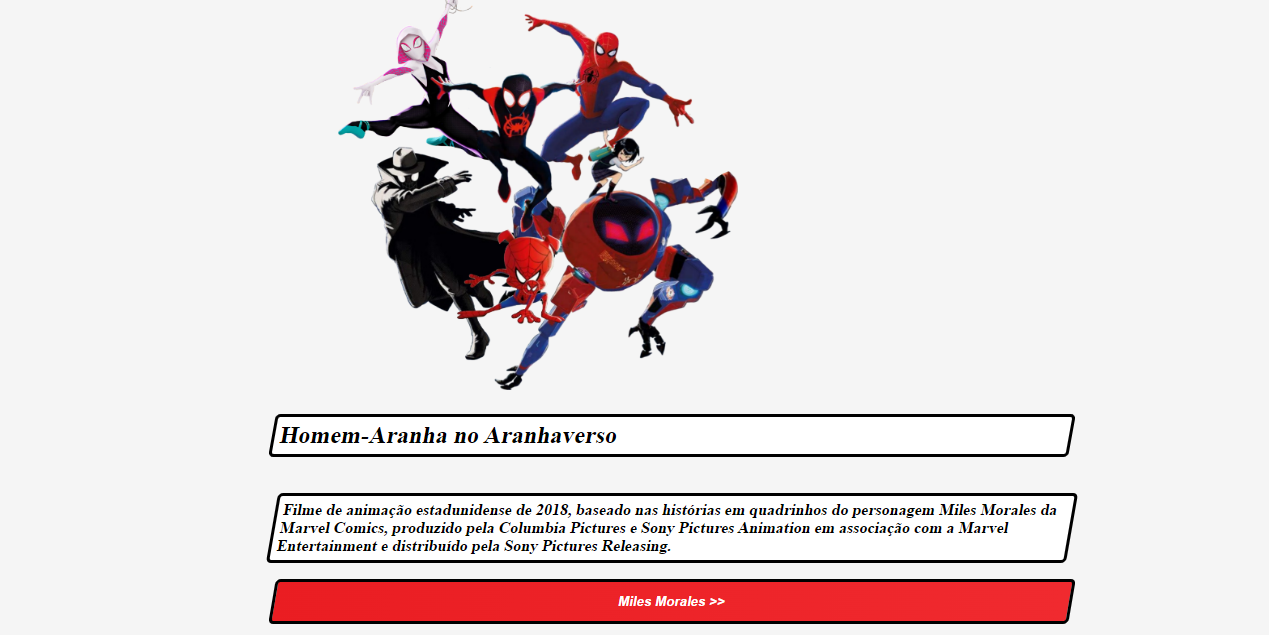 Homem-Aranha no Aranhaverso
Filme de animação estadunidense de 2018, baseado nas histórias em quadrinhos do personagem Miles Morales da
Marvel Comics, produzido pela Columbia Pictures e Sony Pictures Animation em associação com a Marvel
Entertainment e distribuído pela Sony Pictures Releasing.
Miles Morales >>